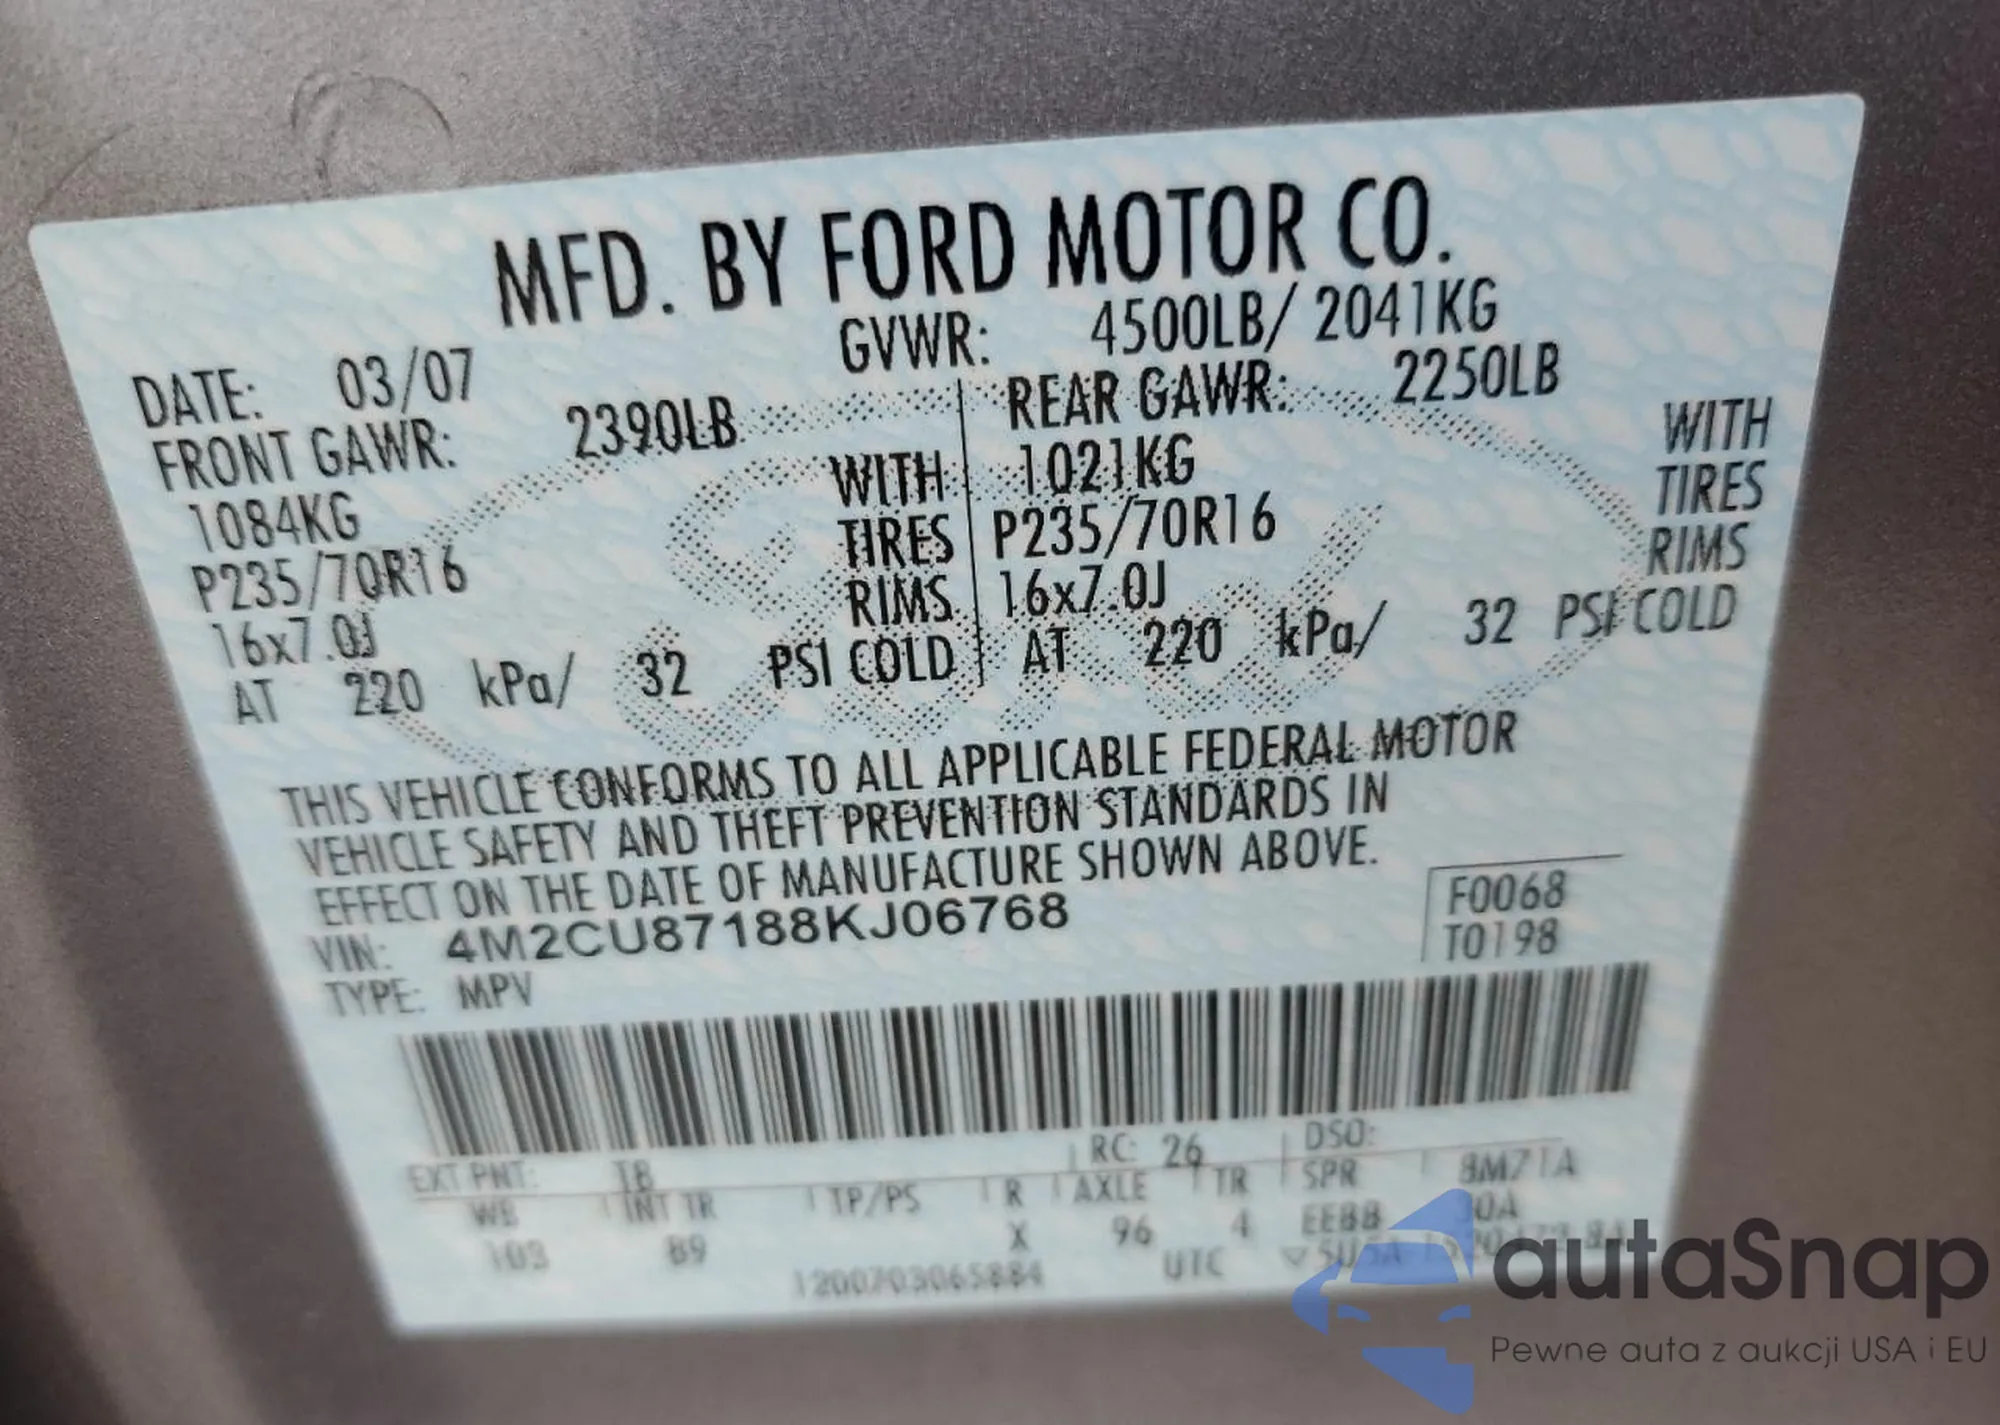 MFD. BY FORD MOTOR CO.
DATE: 03/07 GVWR: 4500LB/ 2041KG
FRONT GAWR: 2390LB REAR GAWR: 2250LB
1084KG WITH 1021KG WITH
P235/70R16 TIRES P235/70R16 TIRES
16x7.0J RIMS 16x7.0J RIMS
AT 220 kPa/ 32 PSI COLD AT 220 kPa/ 32 PSI COLD
THIS VEHICLE CONFORMS TO ALL APPLICABLE FEDERAL MOTOR
VEHICLE SAFETY AND THEFT PREVENTION STANDARDS IN
EFFECT ON THE DATE OF MANUFACTURE SHOWN ABOVE.
VIN: 4M2CU87188KJ06768 F0068
TYPE: MPV T0198
EXT PNT: T8 RC: 26 DSO:
WB INT TR TP/PS R AXLE TR SPR
103 89 X 96 4 EEBB
1200703065884 UTC
autaSnap
Pewne auta z aukcji USA i EU